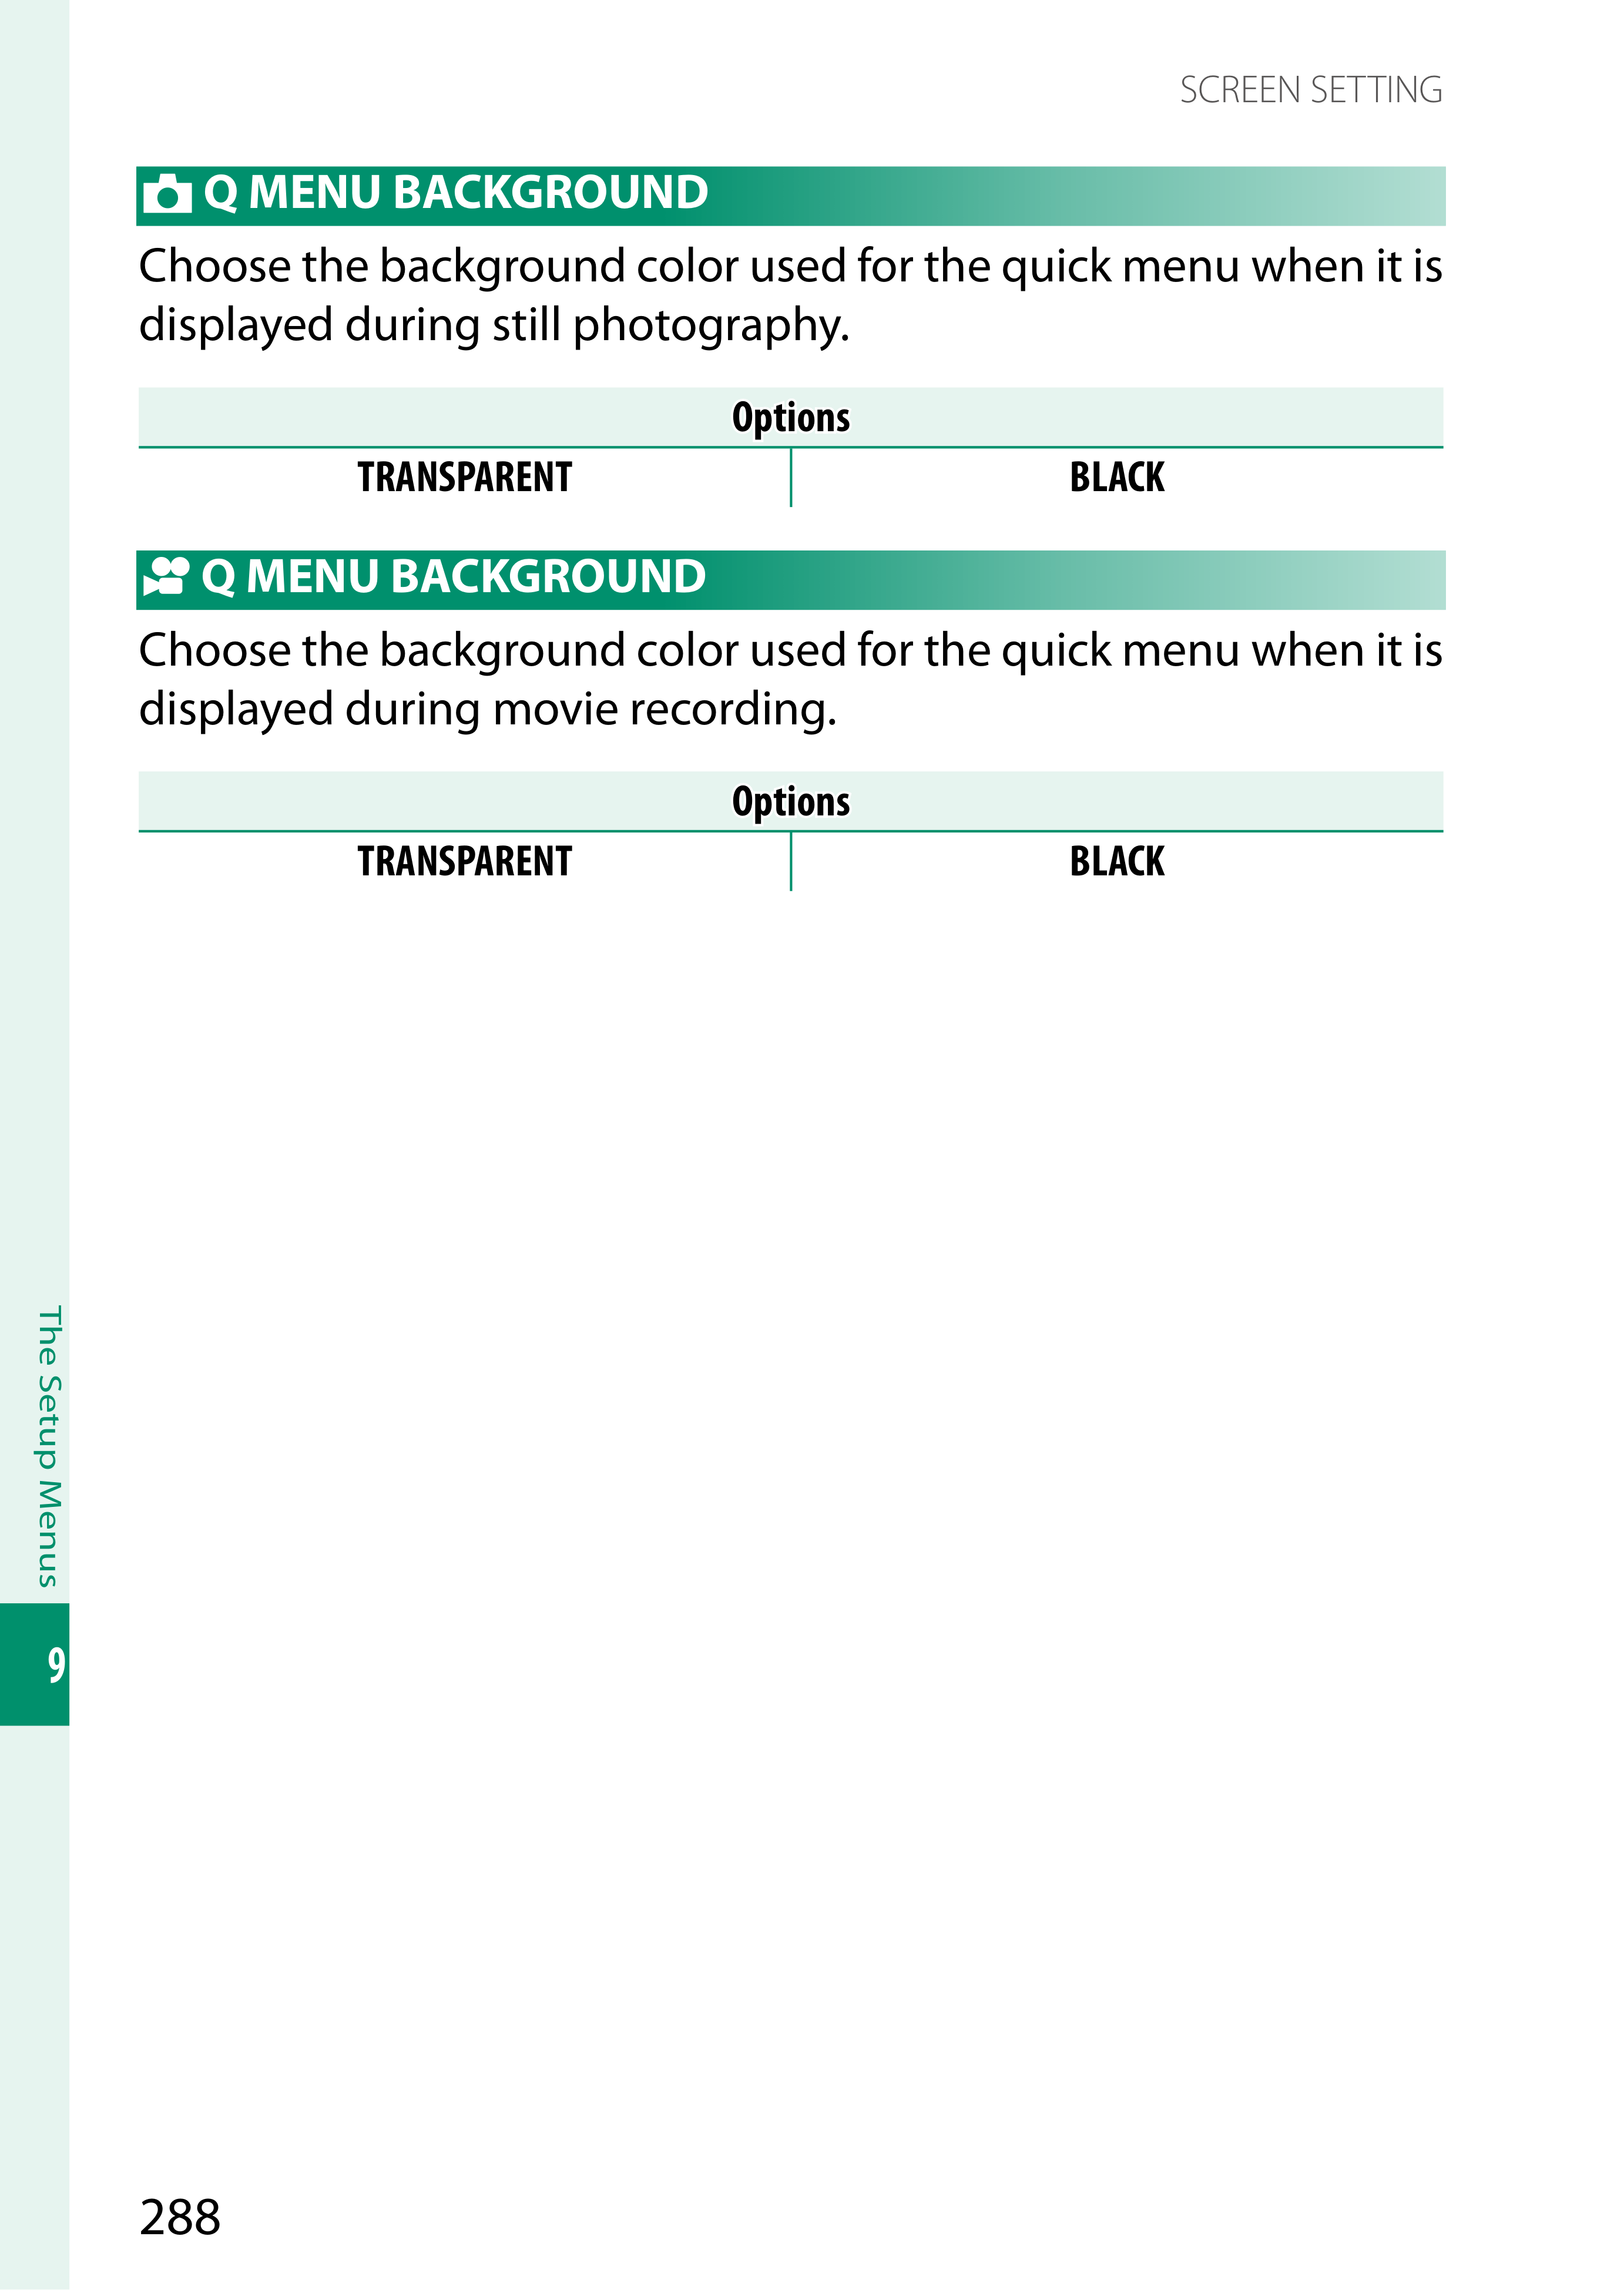 SCREEN SETTING
Q MENU BACKGROUND
Choose the background color used for the quick menu when it is
displayed during still photography.
Options
TRANSPARENT BLACK
Q MENU BACKGROUND
Choose the background color used for the quick menu when it is
displayed during movie recording.
Options
TRANSPARENT BLACK
The Setup Menus
9
288